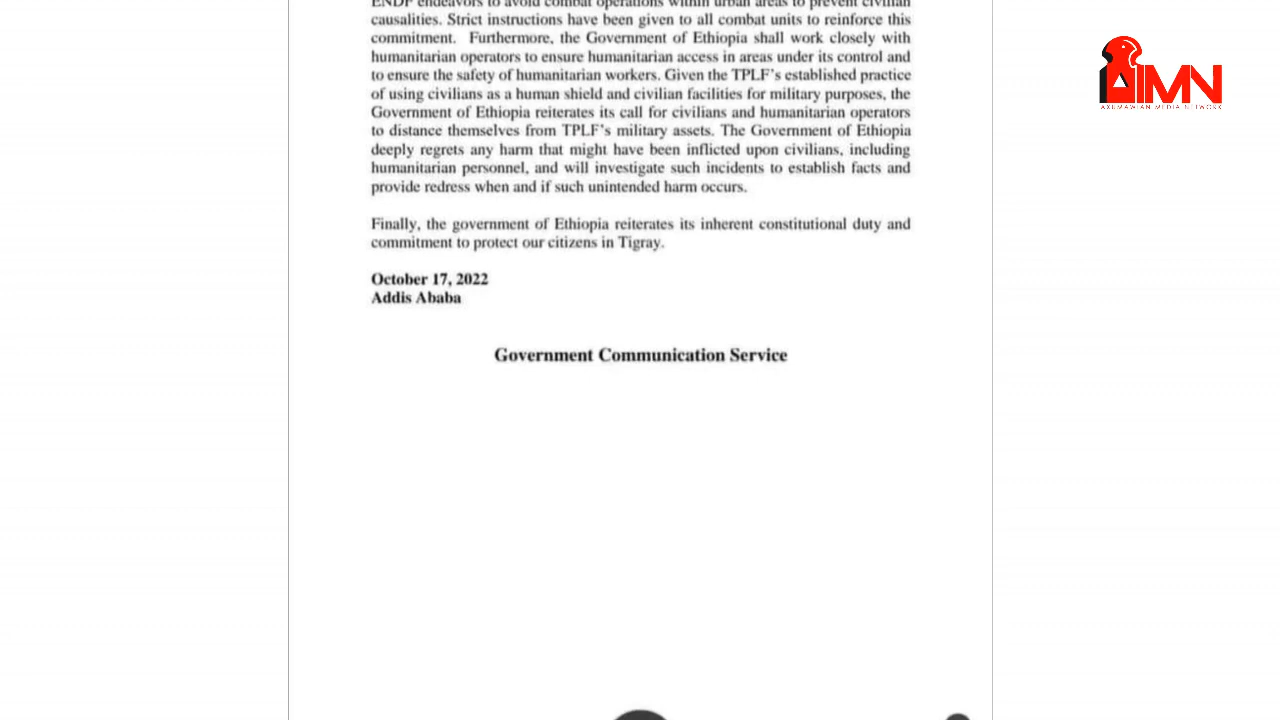 ENDF endeavors to avoid combat operations within urban areas to prevent civilian
causalities. Strict instructions have been given to all combat units to reinforce this
commitment. Furthermore, the Government of Ethiopia shall work closely with
humanitarian operators to ensure humanitarian access in areas under its control and
to ensure the safety of humanitarian workers. Given the TPLF's established practice
of using civilians as a human shield and civilian facilities for military purposes, the
Government of Ethiopia reiterates its call for civilians and humanitarian operators
to distance themselves from TPLF's military assets. The Government of Ethiopia
deeply regrets any harm that might have been inflicted upon civilians, including
humanitarian personnel, and will investigate such incidents to establish facts and
provide redress when and if such unintended harm occurs.
Finally, the government of Ethiopia reiterates its inherent constitutional duty and
commitment to protect our citizens in Tigray.
October 17, 2022
Addis Ababa
Government Communication Service
AMN
AXUMAWIAN MEDIA NETWORK